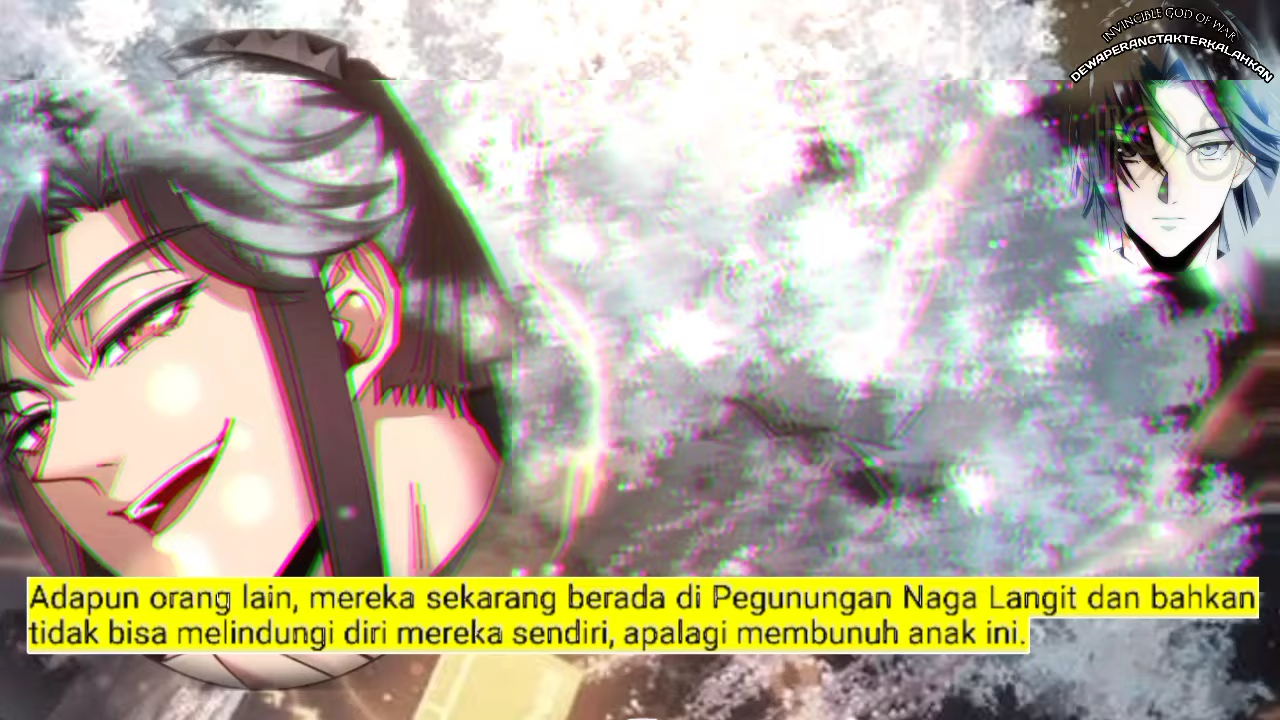 INVINCIBLE GOD OF WAR
DEWAPERANGTAKTERKALAHKAN
Adapun orang lain, mereka sekarang berada di Pegunungan Naga Langit dan bahkan
tidak bisa melindungi diri mereka sendiri, apalagi membunuh anak ini.